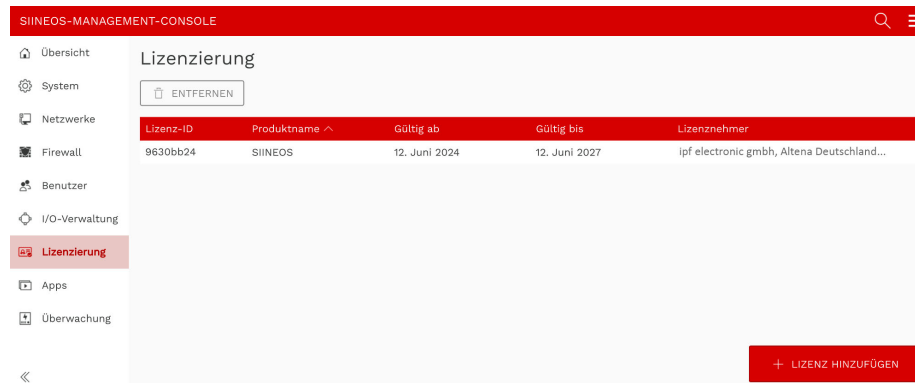 SIINEOS-MANAGEMENT-CONSOLE
Übersicht
System
Netzwerke
Firewall
Benutzer
I/O-Verwaltung
Lizenzierung
Apps
Überwachung
Lizenzierung
ENTFERNEN
Lizenz-ID Produktname Gültig ab Gültig bis Lizenznehmer
9630bb24 SIINEOS 12. Juni 2024 12. Juni 2027 ipf electronic gmbh, Altena Deutschland...
+ LIZENZ HINZUFÜGEN